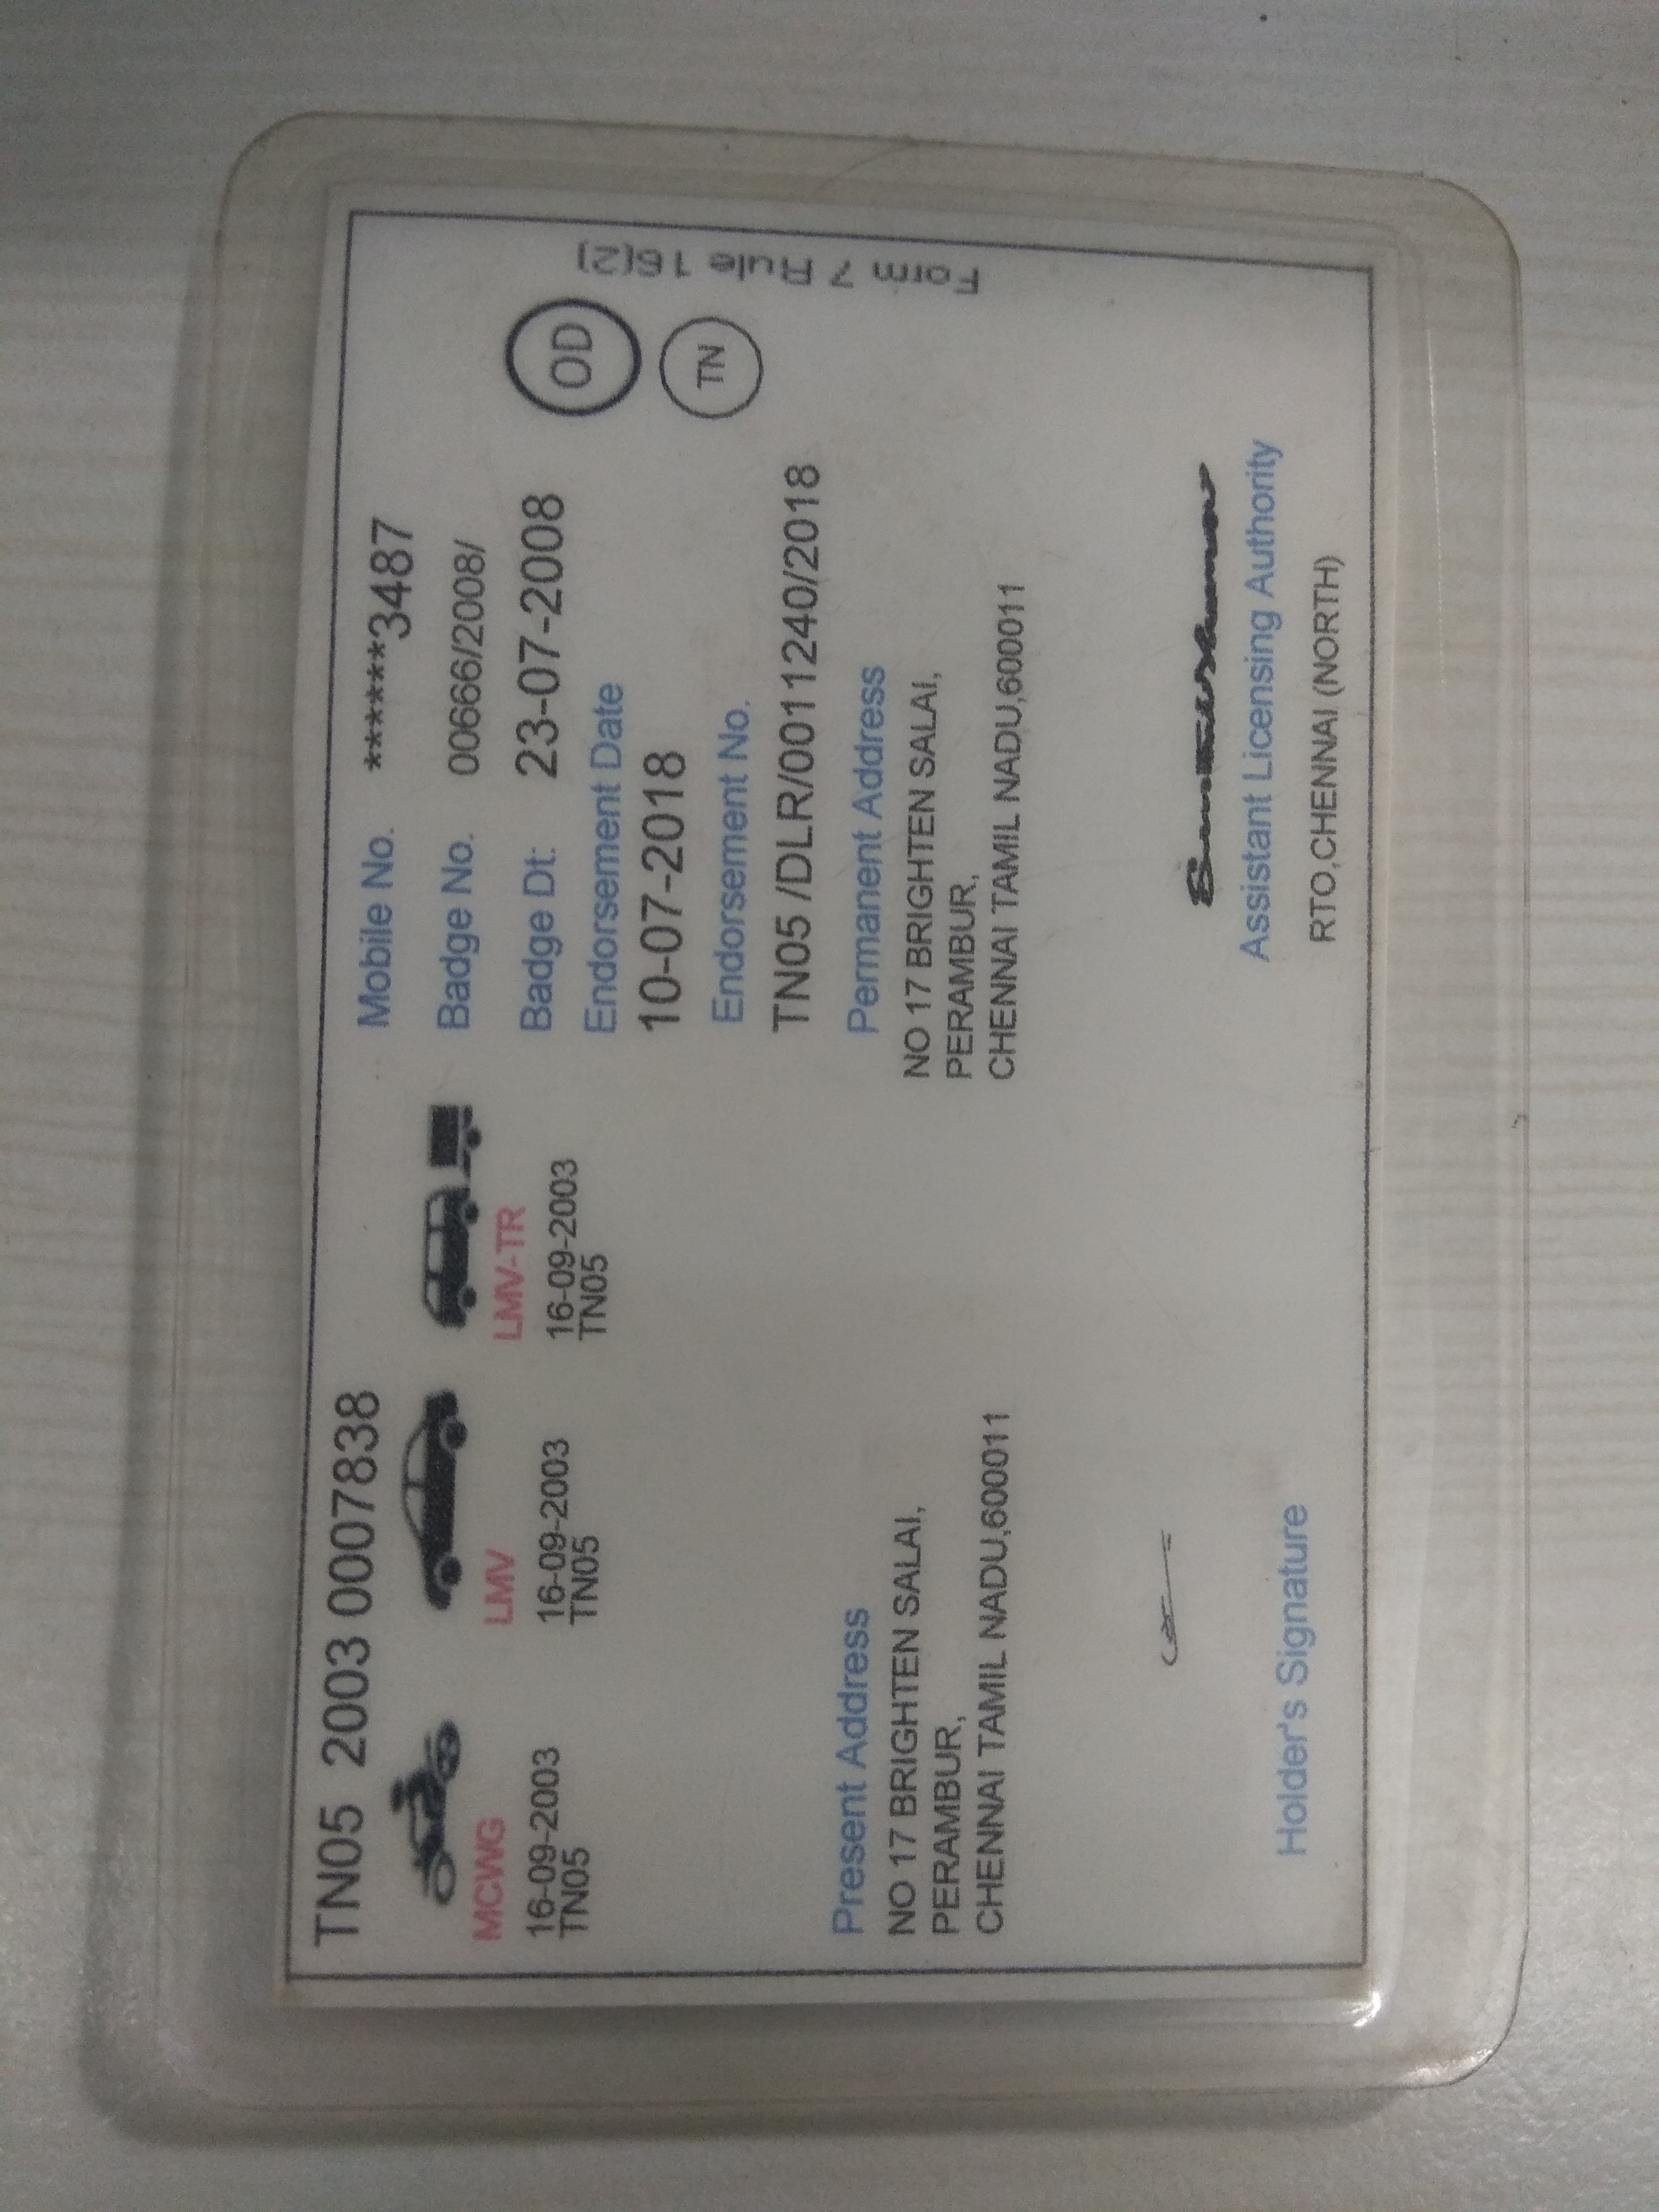 TN05 2003 0007838
MCWG
16-09-2003
TN05
LMV
16-09-2003
TN05
LMV-TR
16-09-2003
TN05
Mobile No. ******3487
Badge No. 00666/2008/
Badge Dt: 23-07-2008
Endorsement Date
10-07-2018
Endorsement No.
TN05 /DLR/0011240/2018
OD
TN
Form 7 Rule 16(2)
Present Address
NO 17 BRIGHTEN SALAI,
PERAMBUR,
CHENNAI TAMIL NADU,600011
Permanent Address
NO 17 BRIGHTEN SALAI,
PERAMBUR,
CHENNAI TAMIL NADU,600011
Holder's Signature
Assistant Licensing Authority
RTO,CHENNAI (NORTH)